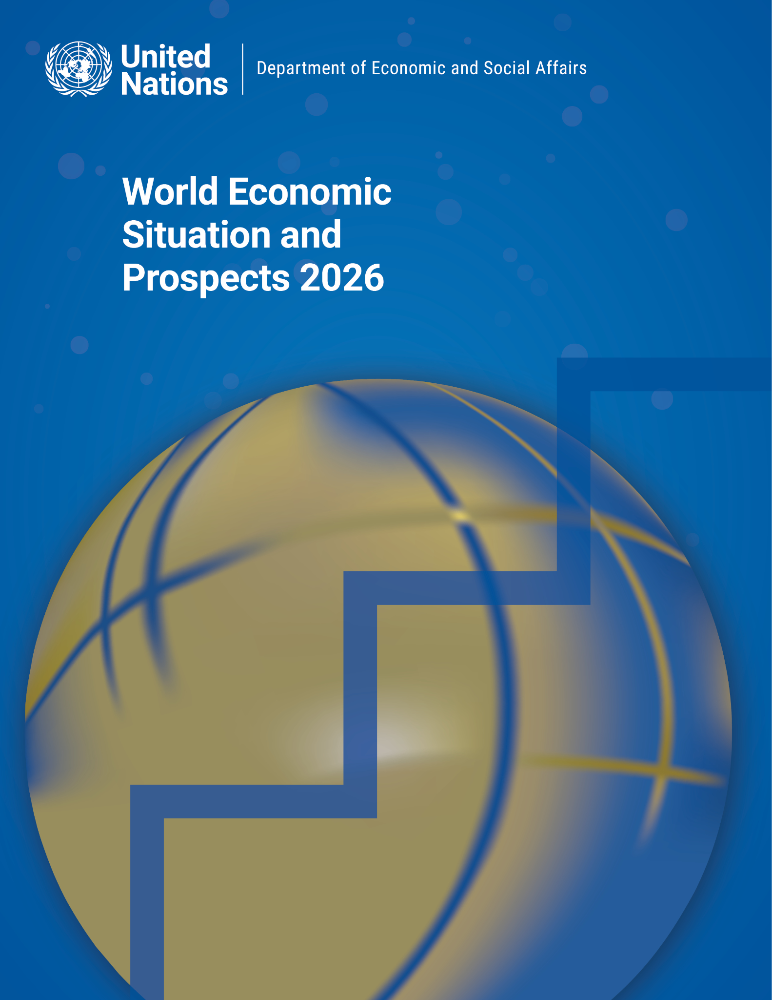 United
Nations
Department of Economic and Social Affairs
World Economic
Situation and
Prospects 2026